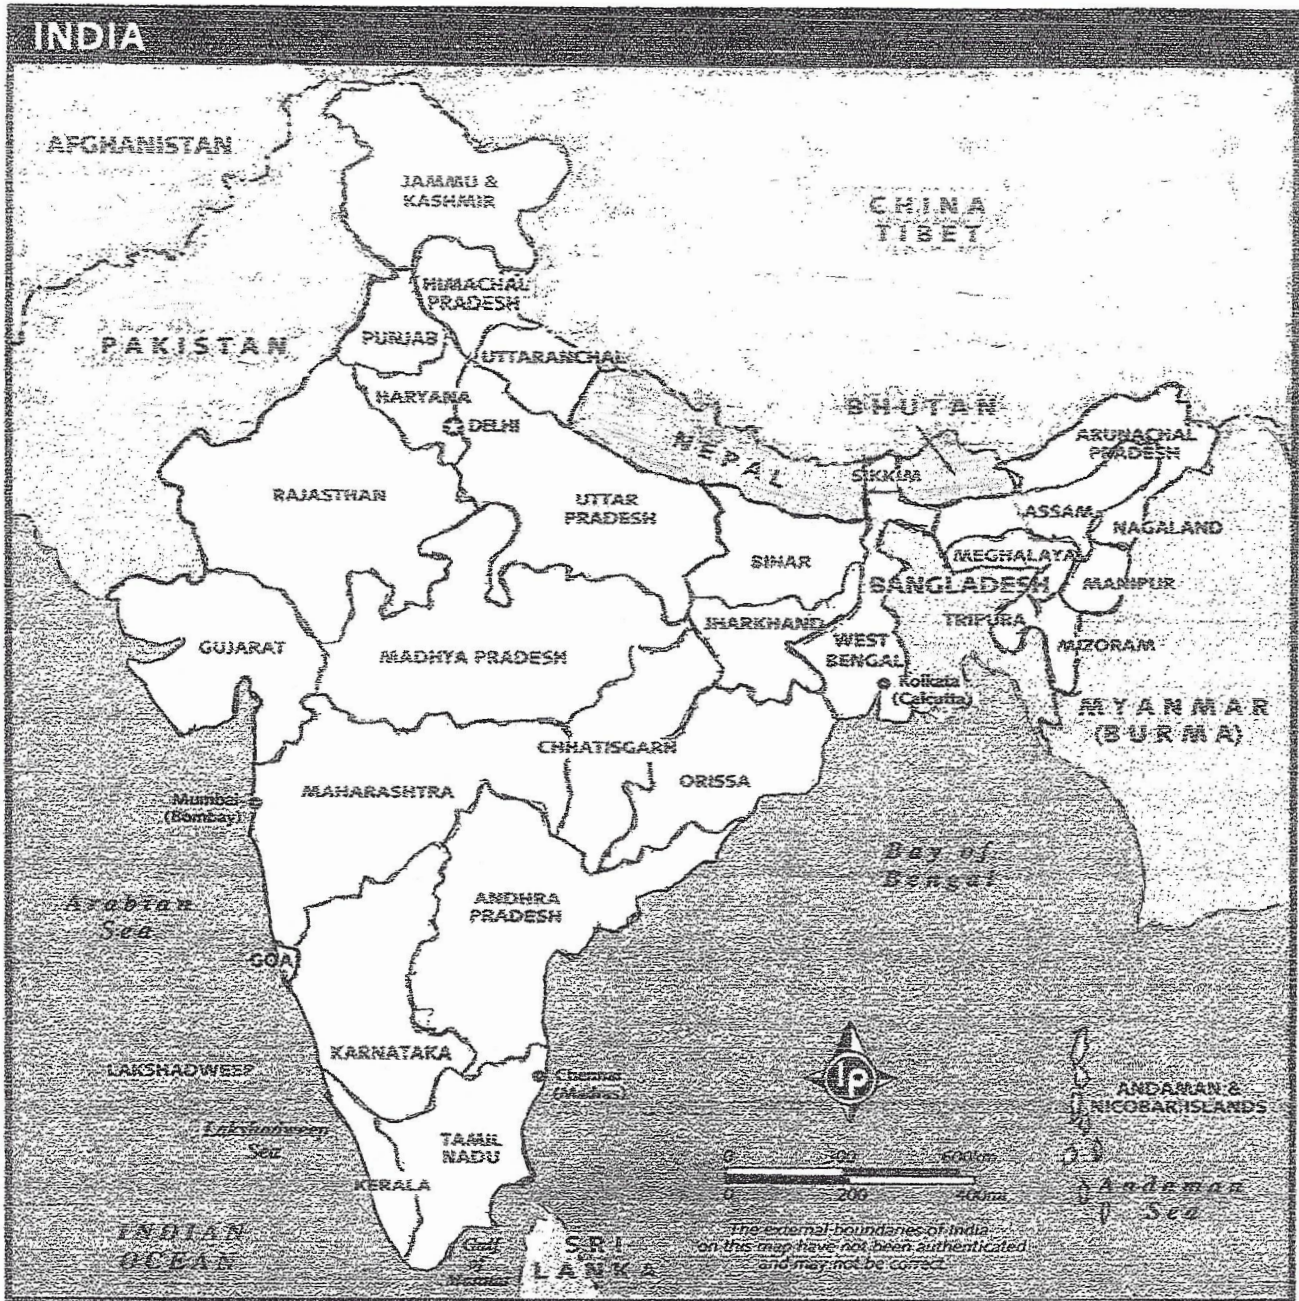 INDIA
AFGHANISTAN
JAMMU &
KASHMIR
CHINA
TIBET
HIMACHAL
PRADESH
PAKISTAN
PUNJAB
UTTARANCHAL
HARYANA
BHUTAN
DELHI
NEPAL
ARUNACHAL
PRADESH
SIKKIM
RAJASTHAN
UTTAR
PRADESH
ASSAM
NAGALAND
MEGHALAYA
BIHAR
BANGLADESH
MANIPUR
JHARKHAND
TRIPURA
GUJARAT
MADHYA PRADESH
WEST
BENGAL
MIZORAM
Kolkata
(Calcutta)
MYANMAR
(BURMA)
CHHATISGARH
ORISSA
MAHARASHTRA
Mumbai
(Bombay)
Bay of
Bengal
Arabian
Sea
ANDHRA
PRADESH
GOA
KARNATAKA
LAKSHADWEEP
Chennai
(Madras)
LP
ANDAMAN &
NICOBAR ISLANDS
Lakshadweep
Sea
TAMIL
NADU
0 300 600km
0 200 400mi
KERALA
Andaman
Sea
INDIAN
OCEAN
Gulf
of
Mannar
SRI
LANKA
The external boundaries of India
on this map have not been authenticated
and may not be correct.